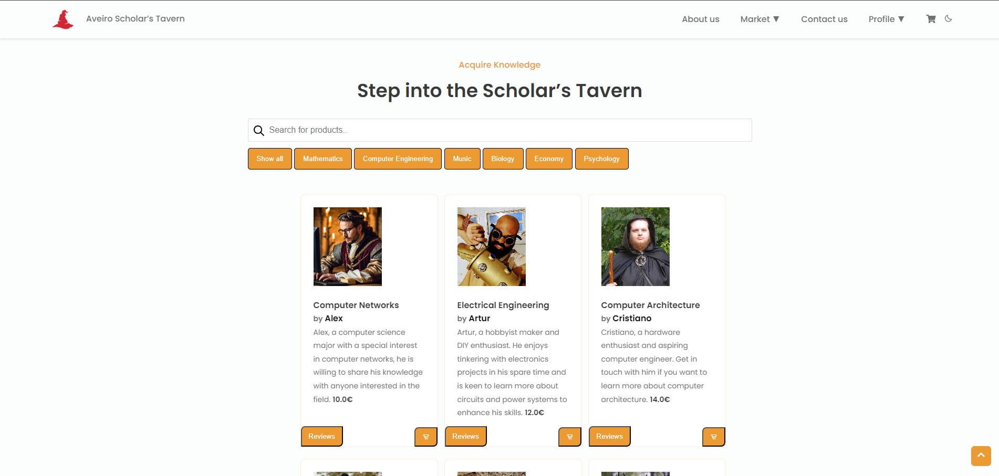 Aveiro Scholar’s Tavern
About us
Market ▼
Contact us
Profile ▼
Acquire Knowledge
Step into the Scholar’s Tavern
Search for products..
Show all
Mathematics
Computer Engineering
Music
Biology
Economy
Psychology
Computer Networks
by Alex
Alex, a computer science
major with a special interest
in computer networks, he is
willing to share his knowledge
with anyone interested in the
field. 10.0€
Reviews
Electrical Engineering
by Artur
Artur, a hobbyist maker and
DIY enthusiast. He enjoys
tinkering with electronics
projects in his spare time and
is keen to learn more about
circuits and power systems to
enhance his skills. 12.0€
Reviews
Computer Architecture
by Cristiano
Cristiano, a hardware
enthusiast and aspiring
computer engineer. Get in
touch with him if you want to
learn more about computer
architecture. 14.0€
Reviews